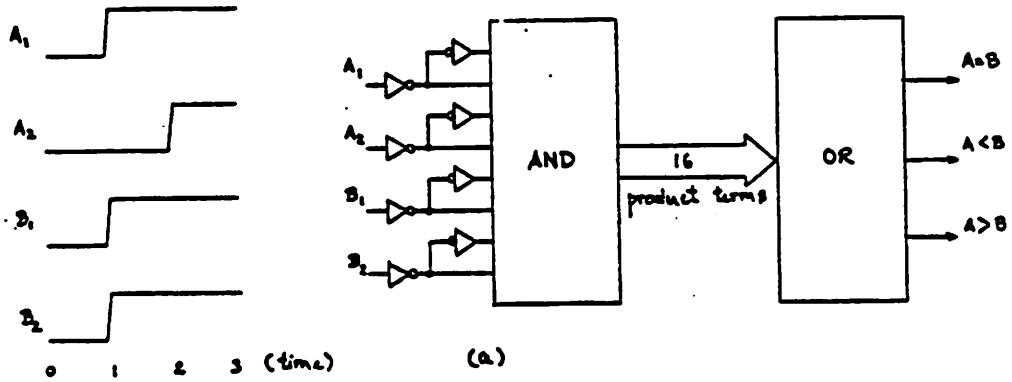 A₁
A₂
B₁
B₂
0 1 2 3 (time)
A₁
A₂
B₁
B₂
AND
16
product terms
OR
A=B
A<B
A>B
(a)